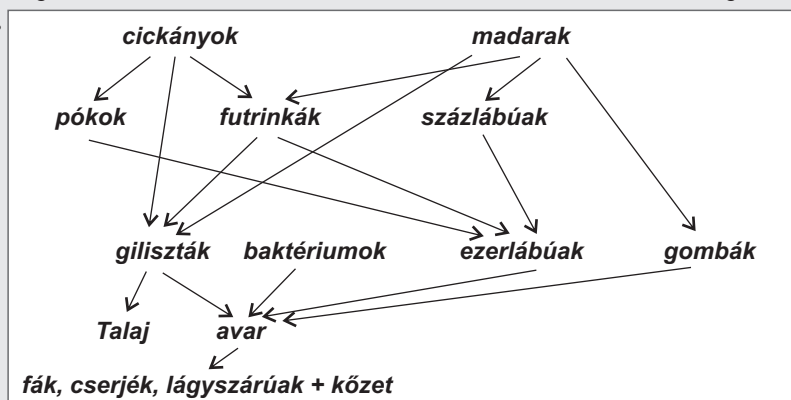 cickányok madarak
pókok futrinkák százlábúak
giliszták baktériumok ezerlábúak gombák
Talaj avar
fák, cserjék, lágyszárúak + kőzet